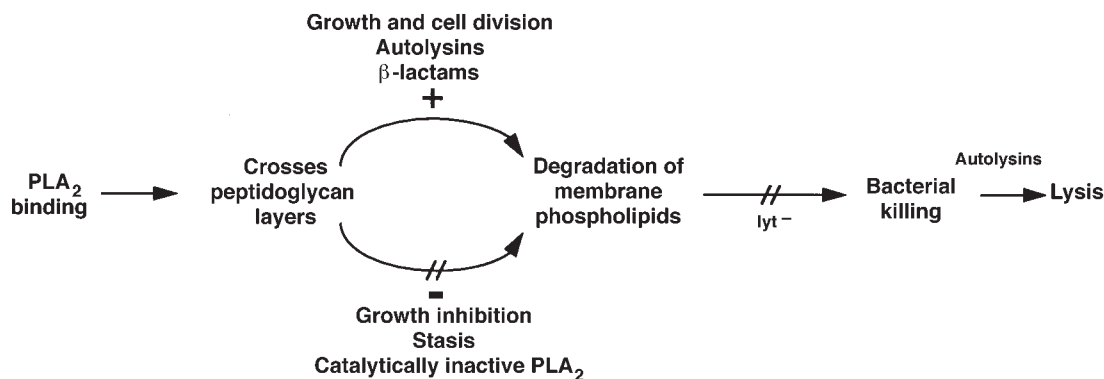 Growth and cell division
Autolysins
β-lactams
+
PLA₂
binding
Crosses
peptidoglycan
layers
Degradation of
membrane
phospholipids
lyt⁻
Bacterial
killing
Autolysins
Lysis
-
Growth inhibition
Stasis
Catalytically inactive PLA₂